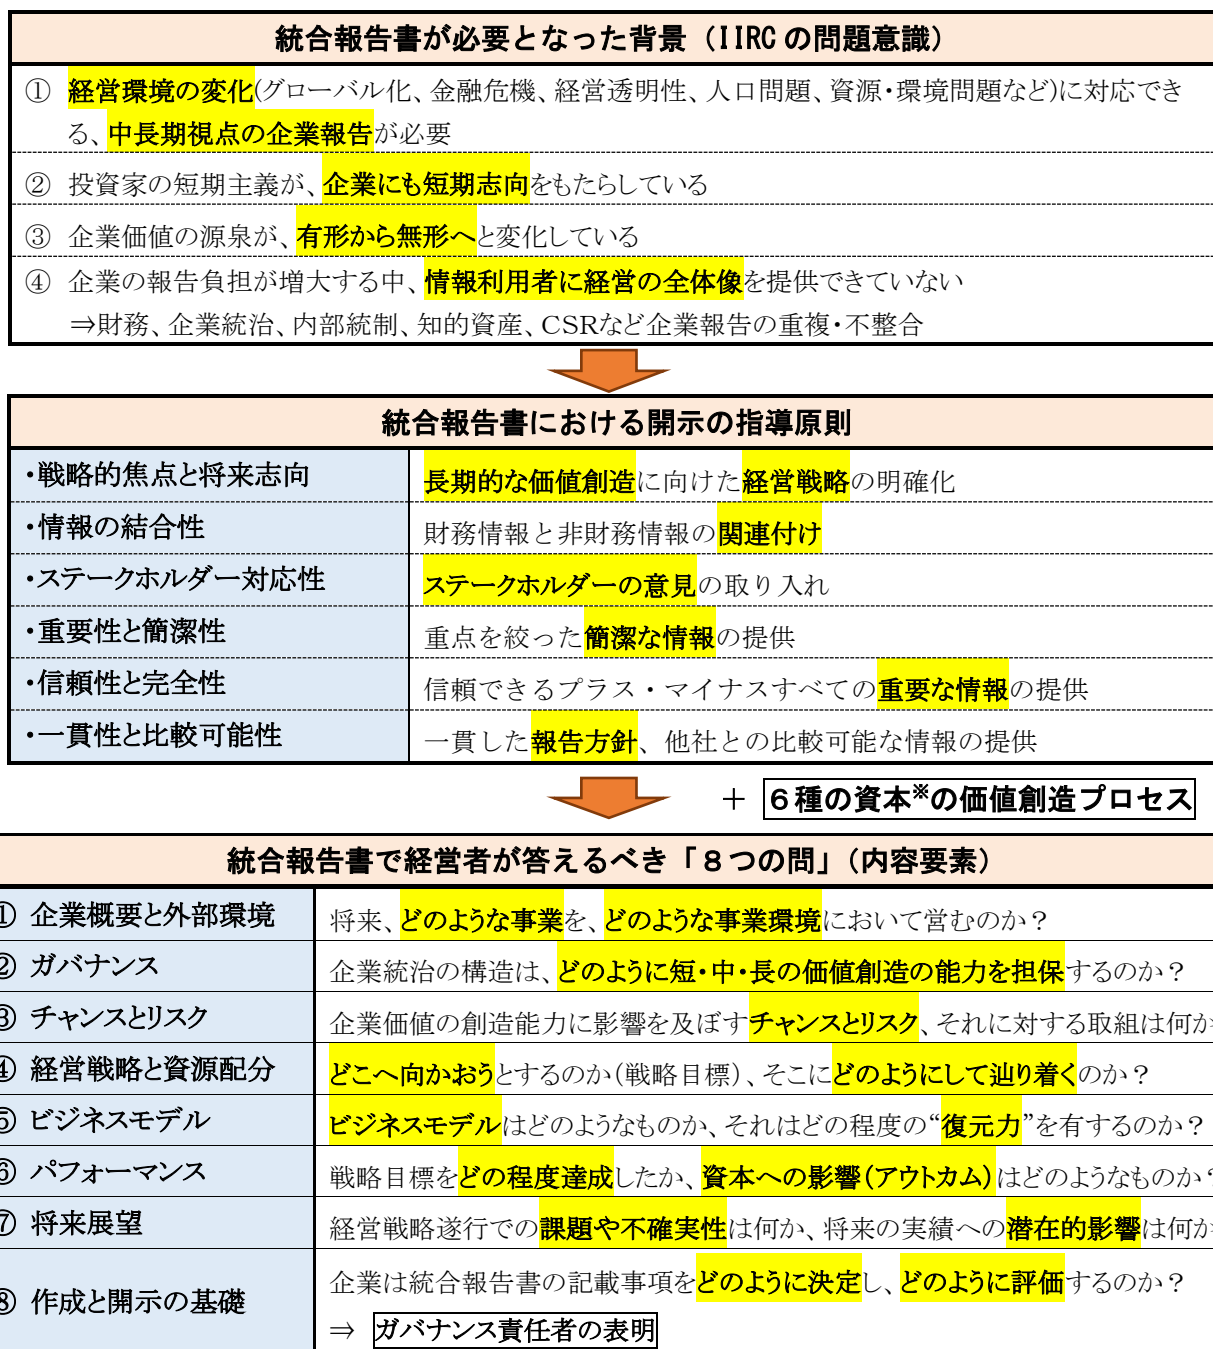 統合報告書が必要となった背景（IIRCの問題意識）
① 経営環境の変化(グローバル化、金融危機、経営透明性、人口問題、資源・環境問題など)に対応でき
る、中長期視点の企業報告が必要
② 投資家の短期主義が、企業にも短期志向をもたらしている
③ 企業価値の源泉が、有形から無形へと変化している
④ 企業の報告負担が増大する中、情報利用者に経営の全体像を提供できていない
⇒財務、企業統治、内部統制、知的資産、CSRなど企業報告の重複・不整合
統合報告書における開示の指導原則
・戦略的焦点と将来志向 長期的な価値創造に向けた経営戦略の明確化
・情報の結合性 財務情報と非財務情報の関連付け
・ステークホルダー対応性 ステークホルダーの意見の取り入れ
・重要性と簡潔性 重点を絞った簡潔な情報の提供
・信頼性と完全性 信頼できるプラス・マイナスすべての重要な情報の提供
・一貫性と比較可能性 一貫した報告方針、他社との比較可能な情報の提供
＋ ６種の資本※の価値創造プロセス
統合報告書で経営者が答えるべき「８つの問」（内容要素）
① 企業概要と外部環境 将来、どのような事業を、どのような事業環境において営むのか？
② ガバナンス 企業統治の構造は、どのように短・中・長の価値創造の能力を担保するのか？
③ チャンスとリスク 企業価値の創造能力に影響を及ぼすチャンスとリスク、それに対する取組は何か
④ 経営戦略と資源配分 どこへ向かおうとするのか（戦略目標）、そこにどのようにして辿り着くのか？
⑤ ビジネスモデル ビジネスモデルはどのようなものか、それはどの程度の“復元力”を有するのか？
⑥ パフォーマンス 戦略目標をどの程度達成したか、資本への影響（アウトカム）はどのようなものか？
⑦ 将来展望 経営戦略遂行での課題や不確実性は何か、将来の実績への潜在的影響は何か
⑧ 作成と開示の基礎 企業は統合報告書の記載事項をどのように決定し、どのように評価するのか？
⇒ ガバナンス責任者の表明